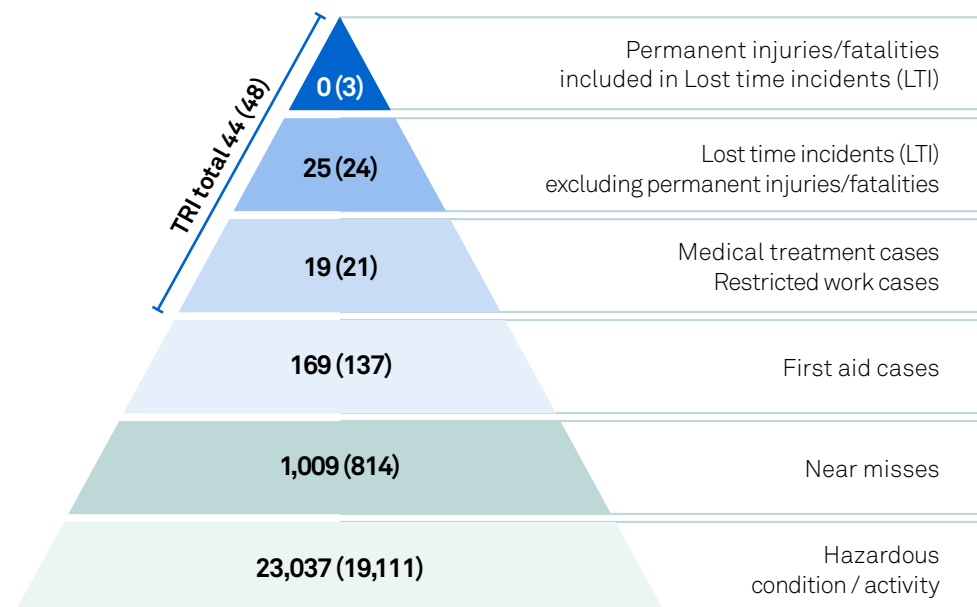 TRI total 44 (48)
0 (3)
Permanent injuries/fatalities
included in Lost time incidents (LTI)
25 (24)
Lost time incidents (LTI)
excluding permanent injuries/fatalities
19 (21)
Medical treatment cases
Restricted work cases
169 (137)
First aid cases
1,009 (814)
Near misses
23,037 (19,111)
Hazardous
condition / activity